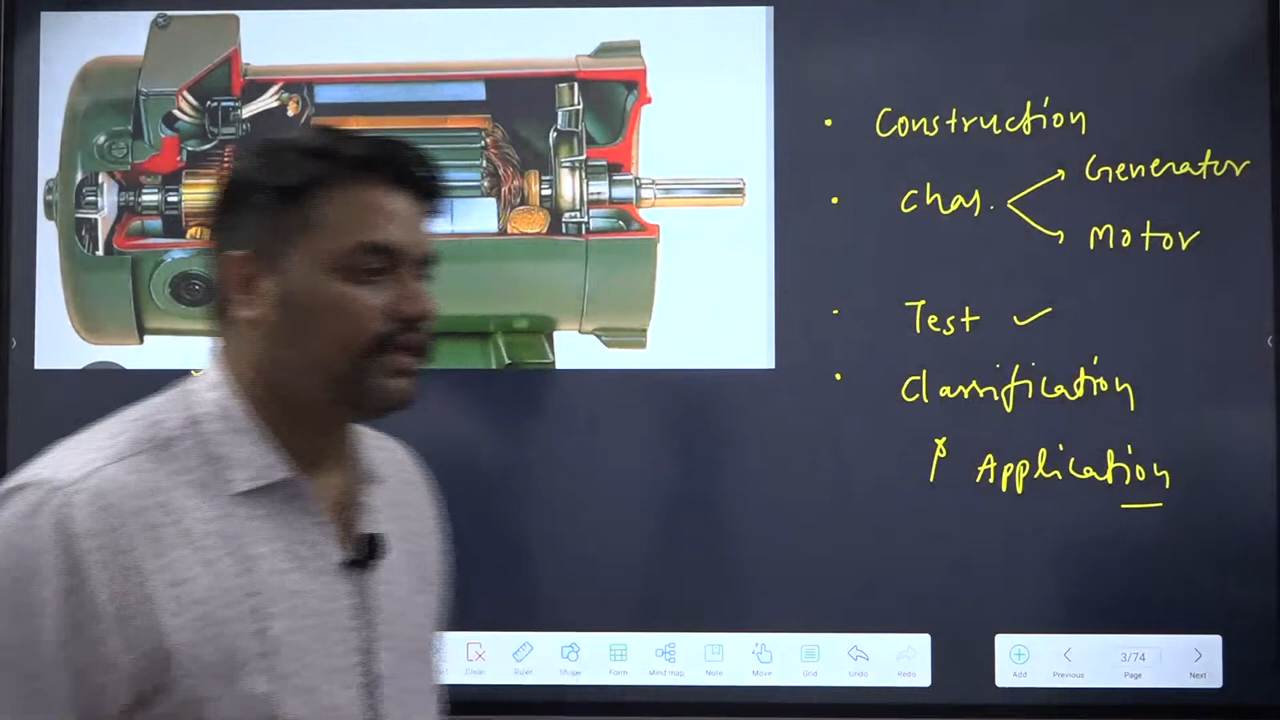 • Construction
• Chas.
Generator
Motor
• Test ✓
• Classification
& Application
Clean Ruler Shape Form Mind map Note Move Grid Undo Redo
Add Previous 3/74 Page Next